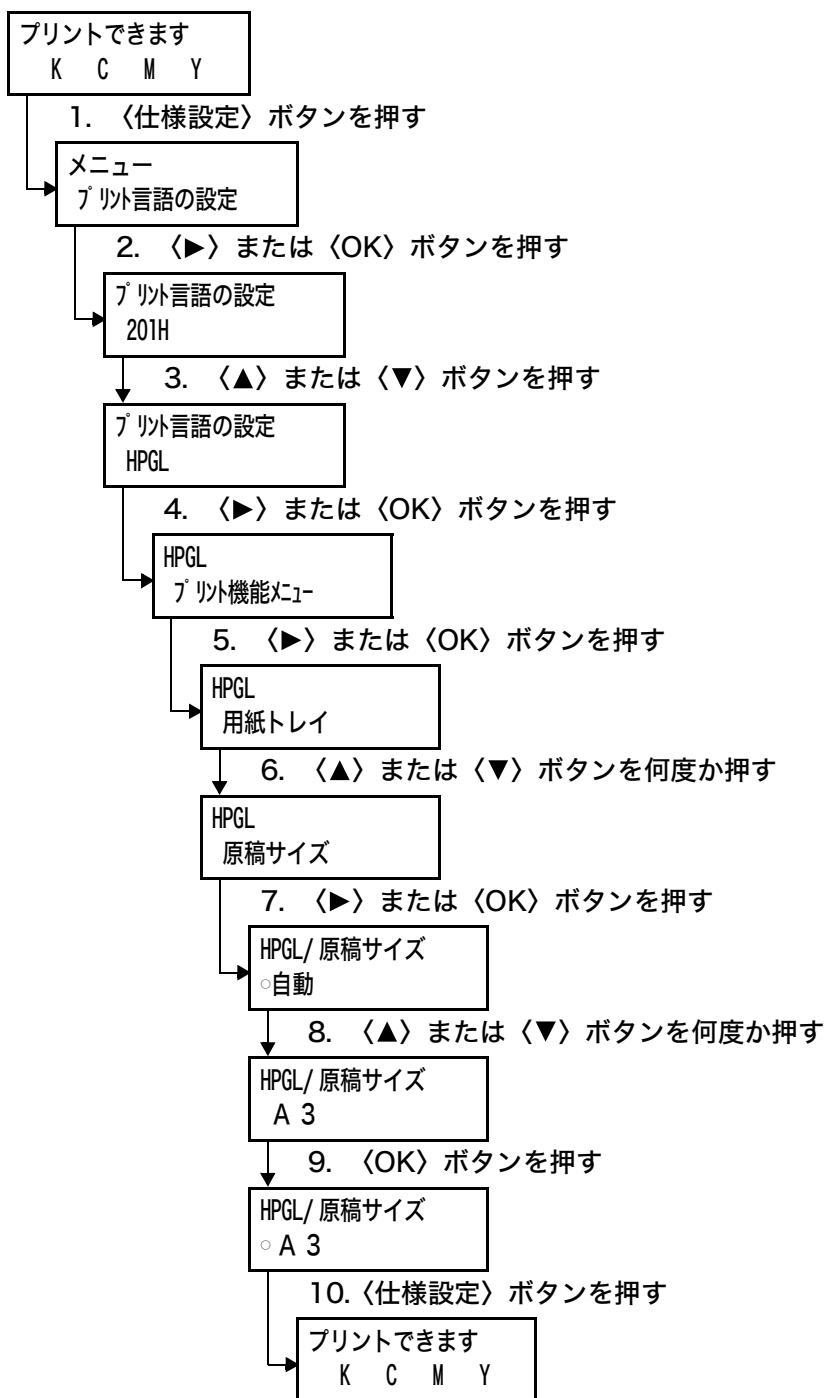 プリントできます
K C M Y
1. 〈仕様設定〉ボタンを押す
メニュー
プリント言語の設定
2. 〈▶〉または〈OK〉ボタンを押す
プリント言語の設定
201H
3. 〈▲〉または〈▼〉ボタンを押す
プリント言語の設定
HPGL
4. 〈▶〉または〈OK〉ボタンを押す
HPGL
プリント機能メニュー
5. 〈▶〉または〈OK〉ボタンを押す
HPGL
用紙トレイ
6. 〈▲〉または〈▼〉ボタンを何度か押す
HPGL
原稿サイズ
7. 〈▶〉または〈OK〉ボタンを押す
HPGL/ 原稿サイズ
○自動
8. 〈▲〉または〈▼〉ボタンを何度か押す
HPGL/ 原稿サイズ
A 3
9. 〈OK〉ボタンを押す
HPGL/ 原稿サイズ
○ A 3
10.〈仕様設定〉ボタンを押す
プリントできます
K C M Y